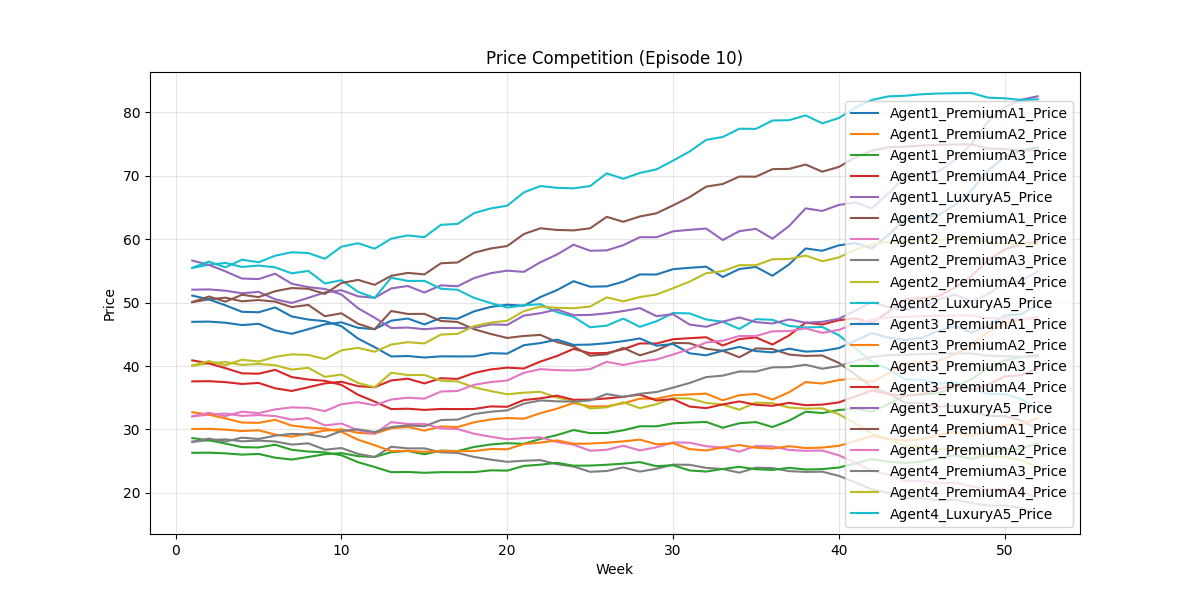 Price Competition (Episode 10)
Price
80
70
60
50
40
30
20
0
10
20
30
40
50
Week
Agent1_PremiumA1_Price
Agent1_PremiumA2_Price
Agent1_PremiumA3_Price
Agent1_PremiumA4_Price
Agent1_LuxuryA5_Price
Agent2_PremiumA1_Price
Agent2_PremiumA2_Price
Agent2_PremiumA3_Price
Agent2_PremiumA4_Price
Agent2_LuxuryA5_Price
Agent3_PremiumA1_Price
Agent3_PremiumA2_Price
Agent3_PremiumA3_Price
Agent3_PremiumA4_Price
Agent3_LuxuryA5_Price
Agent4_PremiumA1_Price
Agent4_PremiumA2_Price
Agent4_PremiumA3_Price
Agent4_PremiumA4_Price
Agent4_LuxuryA5_Price